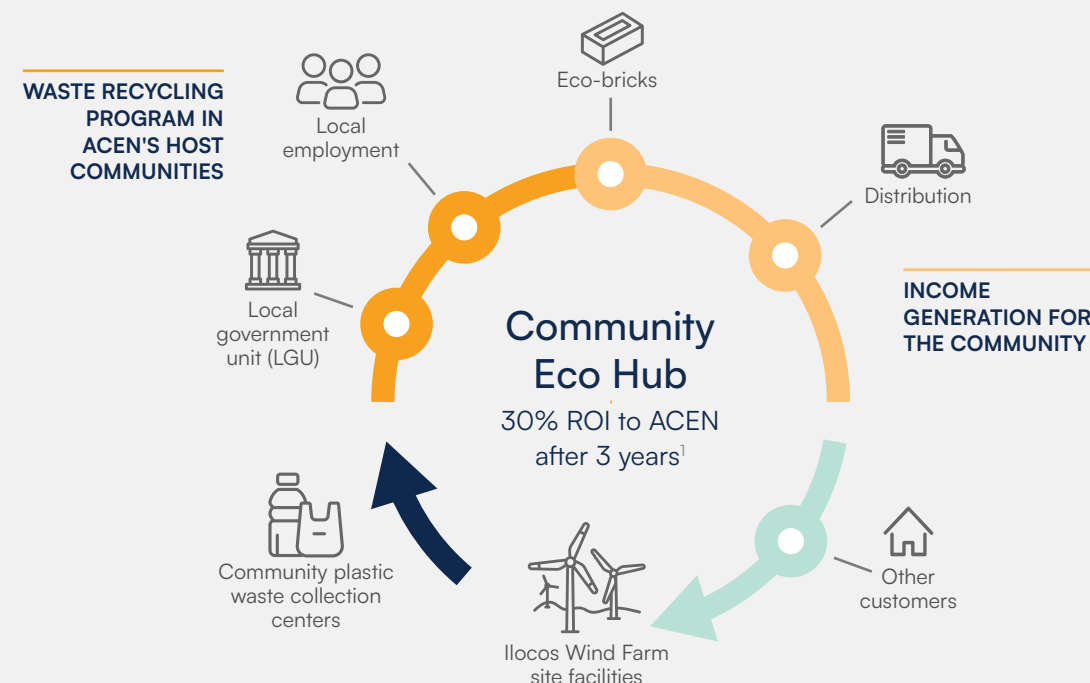 WASTE RECYCLING
PROGRAM IN
ACEN'S HOST
COMMUNITIES
Local
employment
Eco-bricks
Distribution
Local
government
unit (LGU)
INCOME
GENERATION FOR
THE COMMUNITY
Community
Eco Hub
30% ROI to ACEN
after 3 years¹
Community plastic
waste collection
centers
Other
customers
Ilocos Wind Farm
site facilities